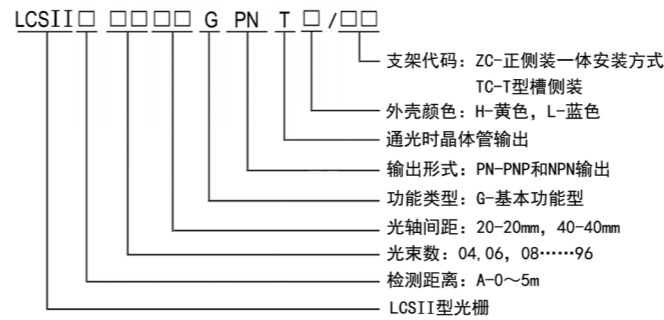 LCSII□ □□□□ G PN T □/□□
支架代码：ZC-正侧装一体安装方式
TC-T型槽侧装
外壳颜色：H-黄色，L-蓝色
通光时晶体管输出
输出形式：PN-PNP和NPN输出
功能类型：G-基本功能型
光轴间距：20-20mm，40-40mm
光束数：04,06，08……96
检测距离：A-0～5m
LCSII型光栅